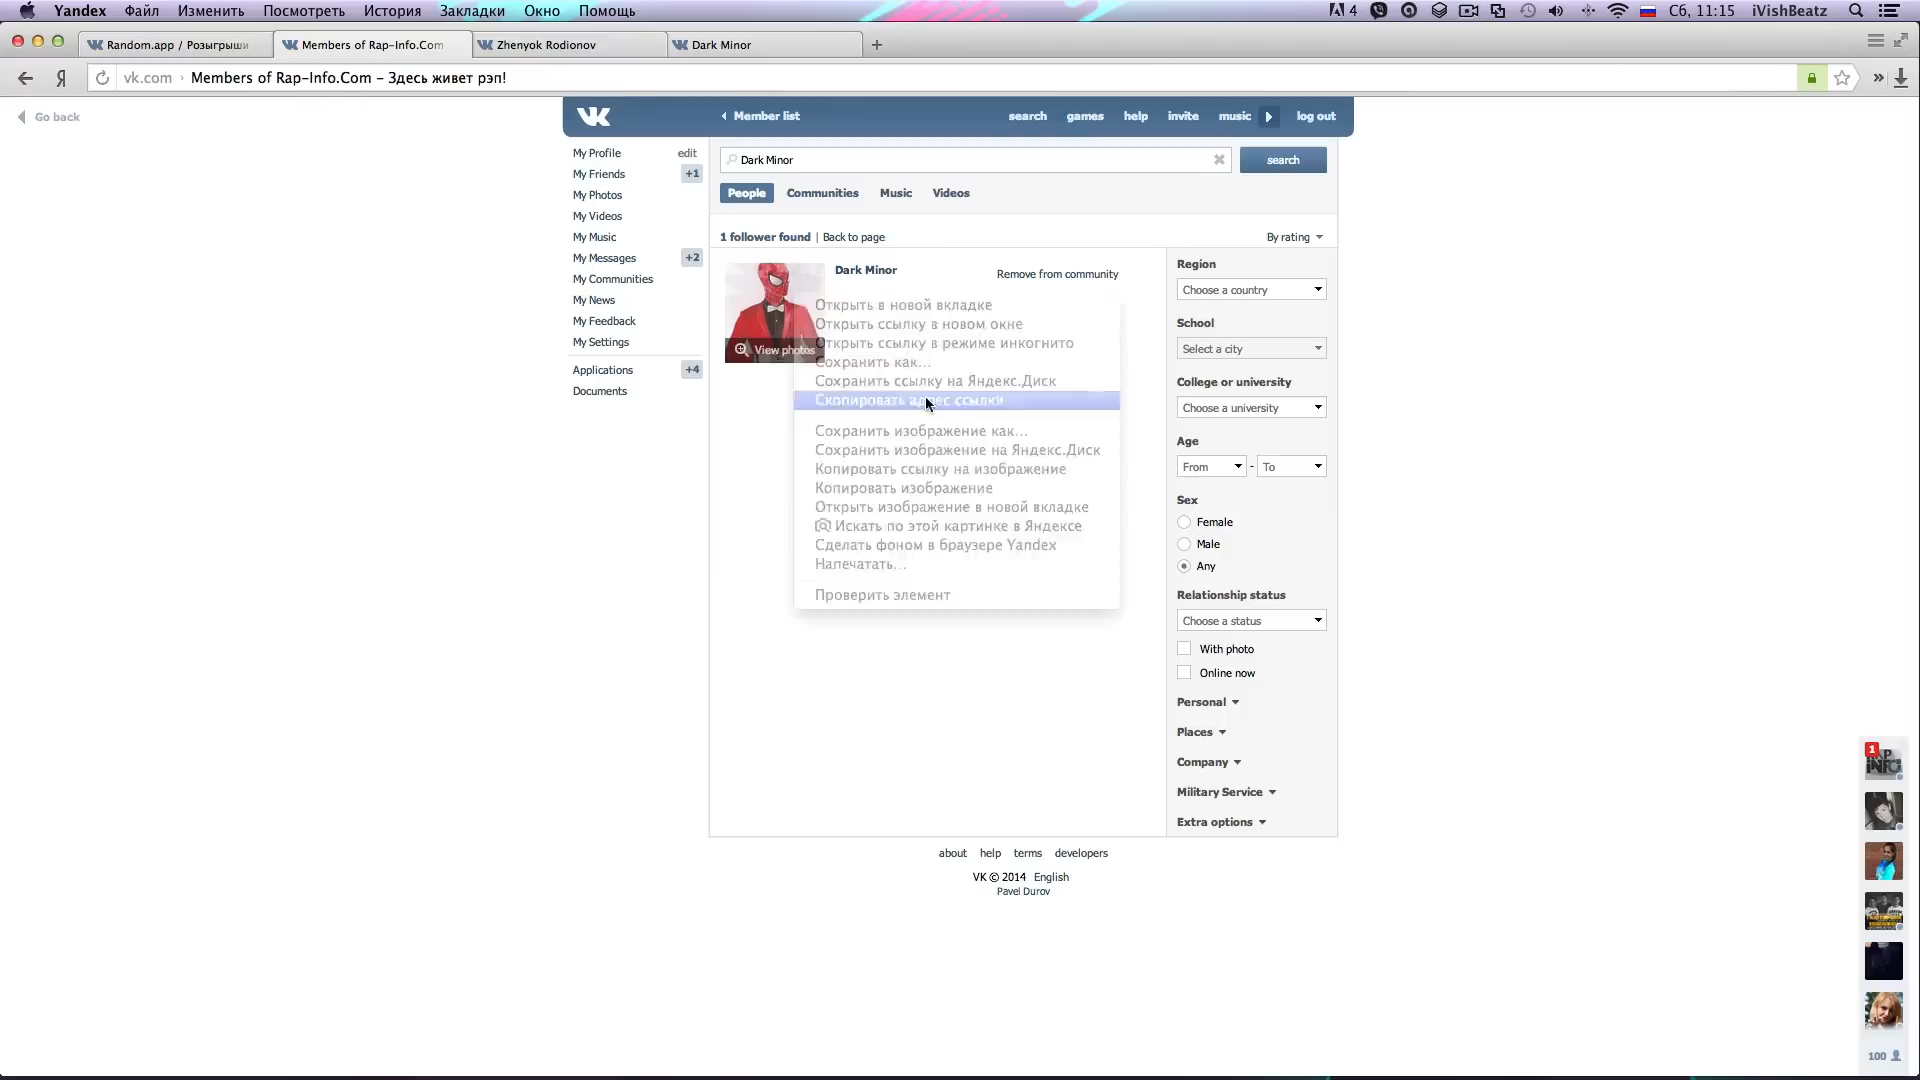 Yandex Файл Изменить Посмотреть История Закладки Окно Помощь 4 Сб, 11:15 iVishBeatz
Random.app / Розыгрыши
Members of Rap-Info.Com
Zhenyok Rodionov
Dark Minor
Я vk.com › Members of Rap-Info.Com – Здесь живет рэп!
Go back
Member list search games help invite music log out
My Profile edit
My Friends +1
My Photos
My Videos
My Music
My Messages +2
My Communities
My News
My Feedback
My Settings
Applications +4
Documents
Dark Minor search
People Communities Music Videos
1 follower found | Back to page By rating
Dark Minor
Remove from community
View photos
Открыть в новой вкладке
Открыть ссылку в новом окне
Открыть ссылку в режиме инкогнито
Сохранить как...
Сохранить ссылку на Яндекс.Диск
Скопировать адрес ссылки
Сохранить изображение как...
Сохранить изображение на Яндекс.Диск
Копировать ссылку на изображение
Копировать изображение
Открыть изображение в новой вкладке
Искать по этой картинке в Яндексе
Сделать фоном в браузере Yandex
Напечатать...
Проверить элемент
Region
Choose a country
School
Select a city
College or university
Choose a university
Age
From - To
Sex
Female
Male
Any
Relationship status
Choose a status
With photo
Online now
Personal
Places
Company
Military Service
Extra options
about help terms developers
VK © 2014 English
Pavel Durov
1
100